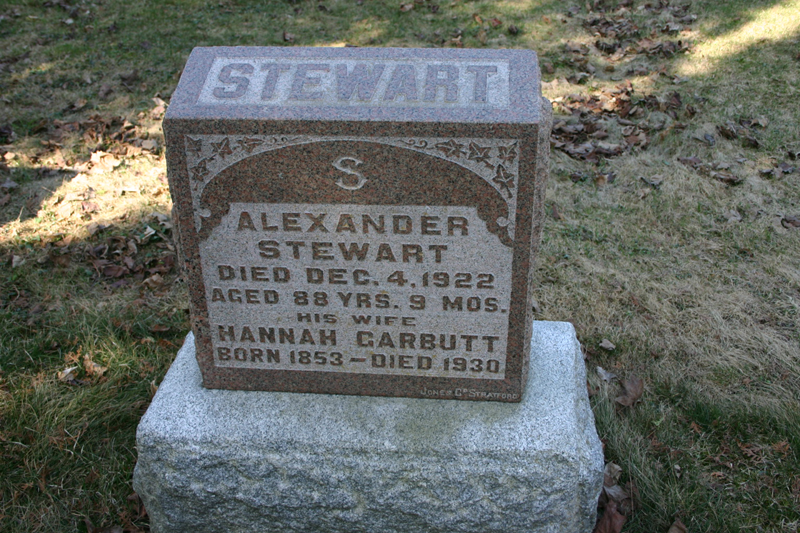 STEWART
S
ALEXANDER
STEWART
DIED DEC. 4, 1922
AGED 88 YRS. 9 MOS.
HIS WIFE
HANNAH GARBUTT
BORN 1853 — DIED 1930
JONES Co STRATFORD